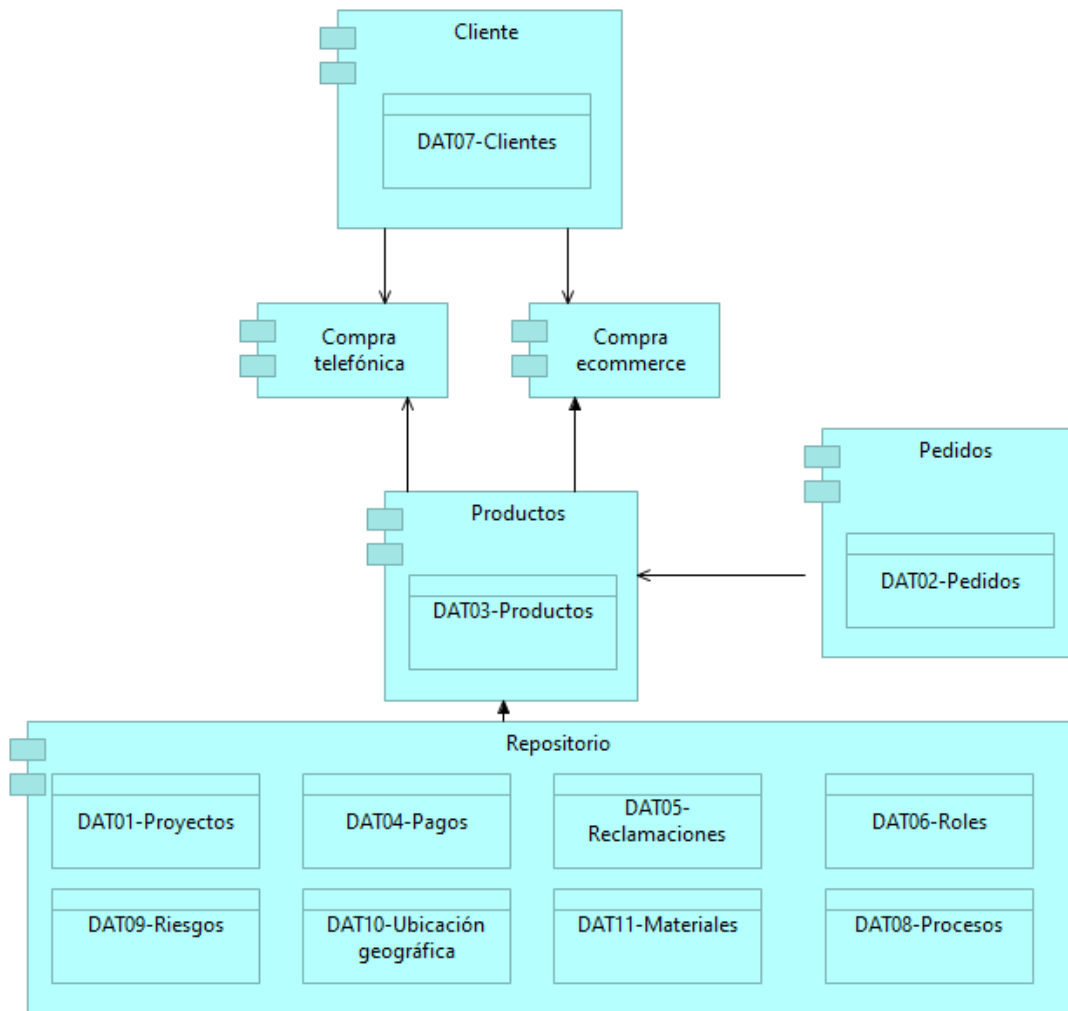 Cliente
DAT07-Clientes
Compra
telefónica
Compra
ecommerce
Pedidos
DAT02-Pedidos
Productos
DAT03-Productos
Repositorio
DAT01-Proyectos
DAT04-Pagos
DAT05-
Reclamaciones
DAT06-Roles
DAT09-Riesgos
DAT10-Ubicación
geográfica
DAT11-Materiales
DAT08-Procesos